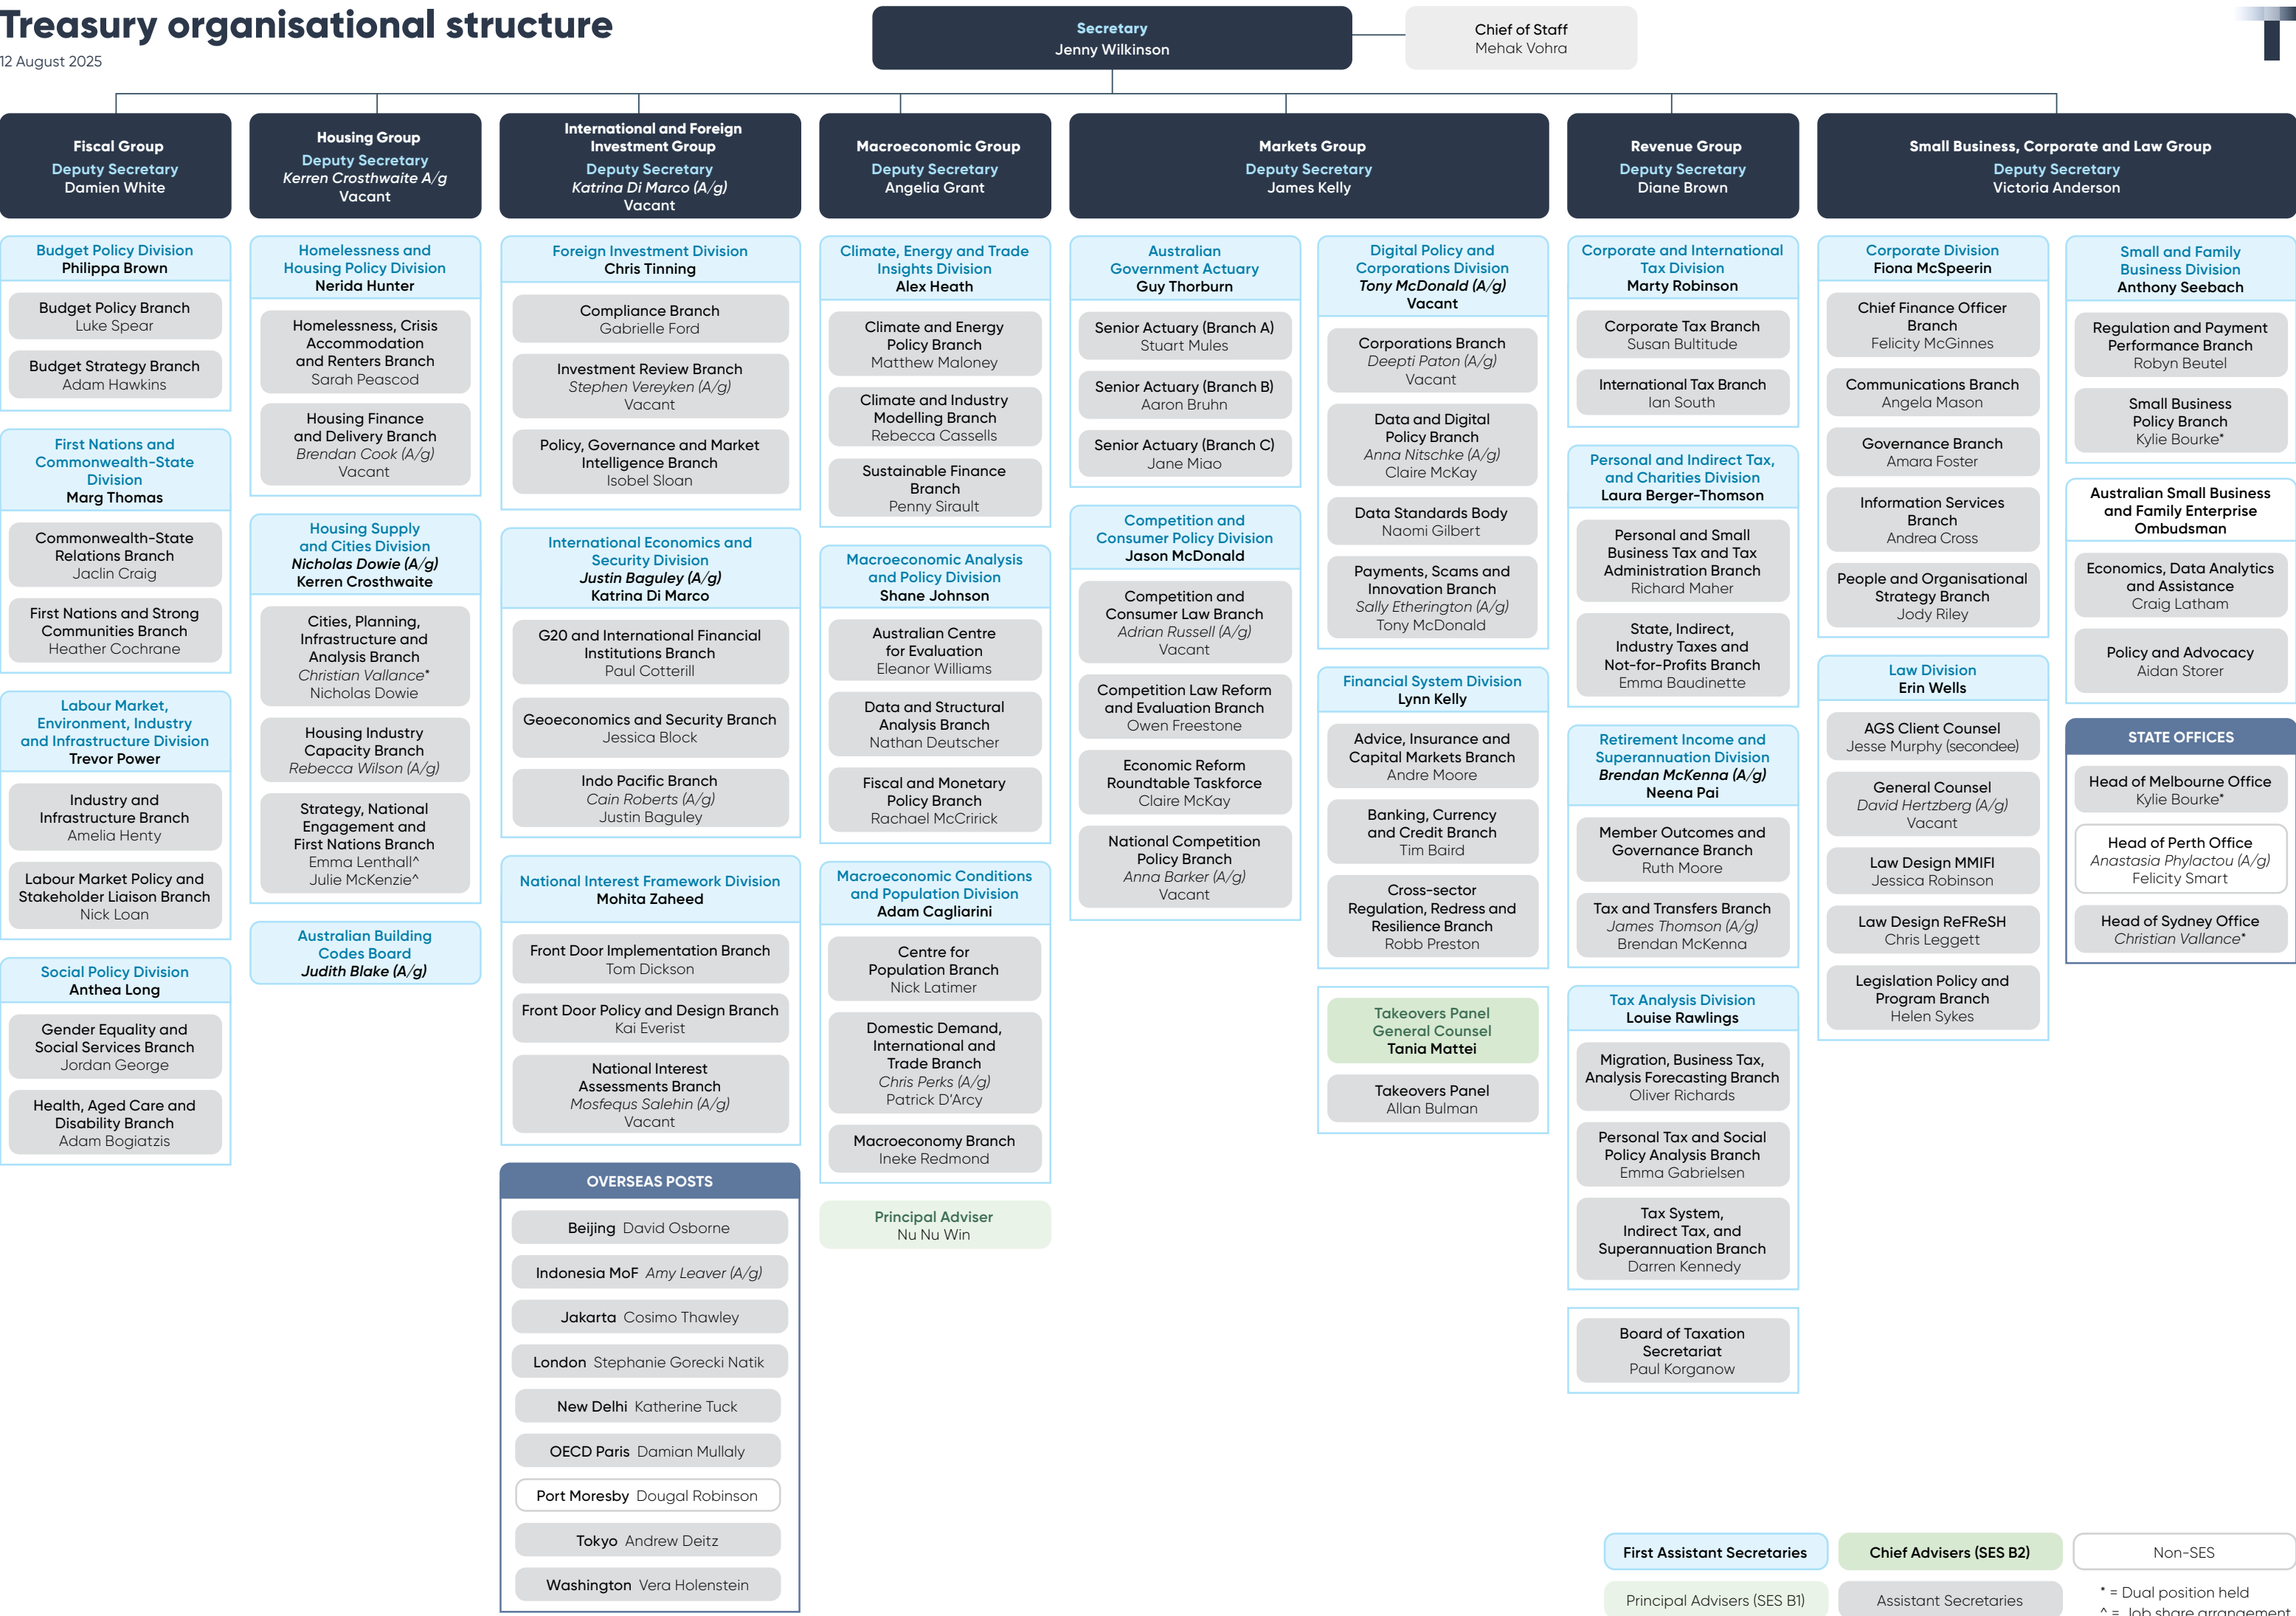 Treasury organisational structure
12 August 2025
Secretary
Jenny Wilkinson
Chief of Staff
Mehak Vohra
Fiscal Group
Deputy Secretary
Damien White
Budget Policy Division
Philippa Brown
Budget Policy Branch
Luke Spear
Budget Strategy Branch
Adam Hawkins
First Nations and
Commonwealth-State
Division
Marg Thomas
Commonwealth-State
Relations Branch
Jaclin Craig
First Nations and Strong
Communities Branch
Heather Cochrane
Labour Market,
Environment, Industry
and Infrastructure Division
Trevor Power
Industry and
Infrastructure Branch
Amelia Henty
Labour Market Policy and
Stakeholder Liaison Branch
Nick Loan
Social Policy Division
Anthea Long
Gender Equality and
Social Services Branch
Jordan George
Health, Aged Care and
Disability Branch
Adam Bogiatzis
Housing Group
Deputy Secretary
Kerren Crosthwaite A/g
Vacant
Homelessness and
Housing Policy Division
Nerida Hunter
Homelessness, Crisis
Accommodation
and Renters Branch
Sarah Peascod
Housing Finance
and Delivery Branch
Brendan Cook (A/g)
Vacant
Housing Supply
and Cities Division
Nicholas Dowie (A/g)
Kerren Crosthwaite
Cities, Planning,
Infrastructure and
Analysis Branch
Christian Vallance*
Nicholas Dowie
Housing Industry
Capacity Branch
Rebecca Wilson (A/g)
Strategy, National
Engagement and
First Nations Branch
Emma Lenthall^
Julie McKenzie^
Australian Building
Codes Board
Judith Blake (A/g)
International and Foreign
Investment Group
Deputy Secretary
Katrina Di Marco (A/g)
Vacant
Foreign Investment Division
Chris Tinning
Compliance Branch
Gabrielle Ford
Investment Review Branch
Stephen Vereyken (A/g)
Vacant
Policy, Governance and Market
Intelligence Branch
Isobel Sloan
International Economics and
Security Division
Justin Baguley (A/g)
Katrina Di Marco
G20 and International Financial
Institutions Branch
Paul Cotterill
Geoeconomics and Security Branch
Jessica Block
Indo Pacific Branch
Cain Roberts (A/g)
Justin Baguley
National Interest Framework Division
Mohita Zaheed
Front Door Implementation Branch
Tom Dickson
Front Door Policy and Design Branch
Kai Everist
National Interest
Assessments Branch
Mosfequs Salehin (A/g)
Vacant
OVERSEAS POSTS
Beijing David Osborne
Indonesia MoF Amy Leaver (A/g)
Jakarta Cosimo Thawley
London Stephanie Gorecki Natik
New Delhi Katherine Tuck
OECD Paris Damian Mullaly
Port Moresby Dougal Robinson
Tokyo Andrew Deitz
Washington Vera Holenstein
Macroeconomic Group
Deputy Secretary
Angelia Grant
Climate, Energy and Trade
Insights Division
Alex Heath
Climate and Energy
Policy Branch
Matthew Maloney
Climate and Industry
Modelling Branch
Rebecca Cassells
Sustainable Finance
Branch
Penny Sirault
Macroeconomic Analysis
and Policy Division
Shane Johnson
Australian Centre
for Evaluation
Eleanor Williams
Data and Structural
Analysis Branch
Nathan Deutscher
Fiscal and Monetary
Policy Branch
Rachael McCririck
Macroeconomic Conditions
and Population Division
Adam Cagliarini
Centre for
Population Branch
Nick Latimer
Domestic Demand,
International and
Trade Branch
Chris Perks (A/g)
Patrick D'Arcy
Macroeconomy Branch
Ineke Redmond
Principal Adviser
Nu Nu Win
Markets Group
Deputy Secretary
James Kelly
Australian
Government Actuary
Guy Thorburn
Senior Actuary (Branch A)
Stuart Mules
Senior Actuary (Branch B)
Aaron Bruhn
Senior Actuary (Branch C)
Jane Miao
Competition and
Consumer Policy Division
Jason McDonald
Competition and
Consumer Law Branch
Adrian Russell (A/g)
Vacant
Competition Law Reform
and Evaluation Branch
Owen Freestone
Economic Reform
Roundtable Taskforce
Claire McKay
National Competition
Policy Branch
Anna Barker (A/g)
Vacant
Digital Policy and
Corporations Division
Tony McDonald (A/g)
Vacant
Corporations Branch
Deepti Paton (A/g)
Vacant
Data and Digital
Policy Branch
Anna Nitschke (A/g)
Claire McKay
Data Standards Body
Naomi Gilbert
Payments, Scams and
Innovation Branch
Sally Etherington (A/g)
Tony McDonald
Financial System Division
Lynn Kelly
Advice, Insurance and
Capital Markets Branch
Andre Moore
Banking, Currency
and Credit Branch
Tim Baird
Cross-sector
Regulation, Redress and
Resilience Branch
Robb Preston
Takeovers Panel
General Counsel
Tania Mattei
Takeovers Panel
Allan Bulman
Revenue Group
Deputy Secretary
Diane Brown
Corporate and International
Tax Division
Marty Robinson
Corporate Tax Branch
Susan Bultitude
International Tax Branch
Ian South
Personal and Indirect Tax,
and Charities Division
Laura Berger-Thomson
Personal and Small
Business Tax and Tax
Administration Branch
Richard Maher
State, Indirect,
Industry Taxes and
Not-for-Profits Branch
Emma Baudinette
Retirement Income and
Superannuation Division
Brendan McKenna (A/g)
Neena Pai
Member Outcomes and
Governance Branch
Ruth Moore
Tax and Transfers Branch
James Thomson (A/g)
Brendan McKenna
Tax Analysis Division
Louise Rawlings
Migration, Business Tax,
Analysis Forecasting Branch
Oliver Richards
Personal Tax and Social
Policy Analysis Branch
Emma Gabrielsen
Tax System,
Indirect Tax, and
Superannuation Branch
Darren Kennedy
Board of Taxation
Secretariat
Paul Korganow
Small Business, Corporate and Law Group
Deputy Secretary
Victoria Anderson
Corporate Division
Fiona McSpeerin
Chief Finance Officer
Branch
Felicity McGinnes
Communications Branch
Angela Mason
Governance Branch
Amara Foster
Information Services
Branch
Andrea Cross
People and Organisational
Strategy Branch
Jody Riley
Law Division
Erin Wells
AGS Client Counsel
Jesse Murphy (secondee)
General Counsel
David Hertzberg (A/g)
Vacant
Law Design MMIFI
Jessica Robinson
Law Design ReFReSH
Chris Leggett
Legislation Policy and
Program Branch
Helen Sykes
Small and Family
Business Division
Anthony Seebach
Regulation and Payment
Performance Branch
Robyn Beutel
Small Business
Policy Branch
Kylie Bourke*
Australian Small Business
and Family Enterprise
Ombudsman
Economics, Data Analytics
and Assistance
Craig Latham
Policy and Advocacy
Aidan Storer
STATE OFFICES
Head of Melbourne Office
Kylie Bourke*
Head of Perth Office
Anastasia Phylactou (A/g)
Felicity Smart
Head of Sydney Office
Christian Vallance*
First Assistant Secretaries
Chief Advisers (SES B2)
Non-SES
Principal Advisers (SES B1)
Assistant Secretaries
* = Dual position held
^ = Job share arrangement